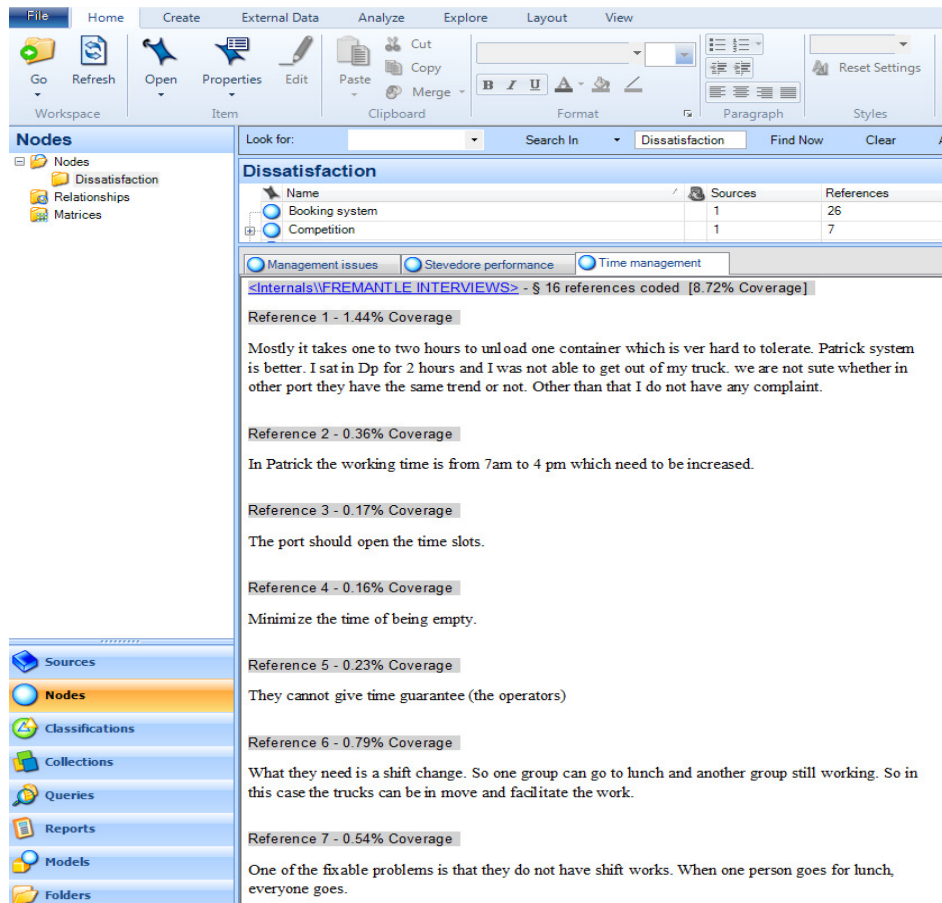 File Home Create External Data Analyze Explore Layout View
Go Refresh Open Properties Edit Paste Cut Copy Merge B I U A Reset Settings
Workspace Item Clipboard Format Paragraph Styles
Nodes
Look for: Search In Dissatisfaction Find Now Clear
Nodes
Dissatisfaction
Relationships
Matrices
Dissatisfaction
Name Sources References
Booking system 1 26
Competition 1 7
Management issues Stevedore performance Time management
<Internals\\FREMANTLE INTERVIEWS> - § 16 references coded [8.72% Coverage]
Reference 1 - 1.44% Coverage
Mostly it takes one to two hours to unload one container which is ver hard to tolerate. Patrick system
is better. I sat in Dp for 2 hours and I was not able to get out of my truck. we are not sute whether in
other port they have the same trend or not. Other than that I do not have any complaint.
Reference 2 - 0.36% Coverage
In Patrick the working time is from 7am to 4 pm which need to be increased.
Reference 3 - 0.17% Coverage
The port should open the time slots.
Reference 4 - 0.16% Coverage
Minimize the time of being empty.
Reference 5 - 0.23% Coverage
They cannot give time guarantee (the operators)
Reference 6 - 0.79% Coverage
What they need is a shift change. So one group can go to lunch and another group still working. So in
this case the trucks can be in move and facilitate the work.
Reference 7 - 0.54% Coverage
One of the fixable problems is that they do not have shift works. When one person goes for lunch,
everyone goes.
Sources
Nodes
Classifications
Collections
Queries
Reports
Models
Folders